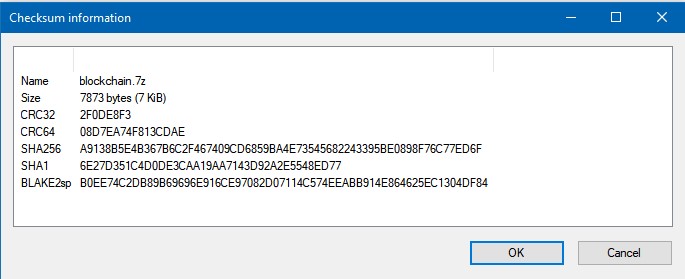 Checksum information
Name blockchain.7z
Size 7873 bytes (7 KiB)
CRC32 2F0DE8F3
CRC64 08D7EA74F813CDAE
SHA256 A9138B5E4B367B6C2F467409CD6859BA4E73545682243395BE0898F76C77ED6F
SHA1 6E27D351C4D0DE3CAA19AA7143D92A2E5548ED77
BLAKE2sp B0EE74C2DB89B69696E916CE97082D07114C574EEABB914E864625EC1304DF84
OK Cancel